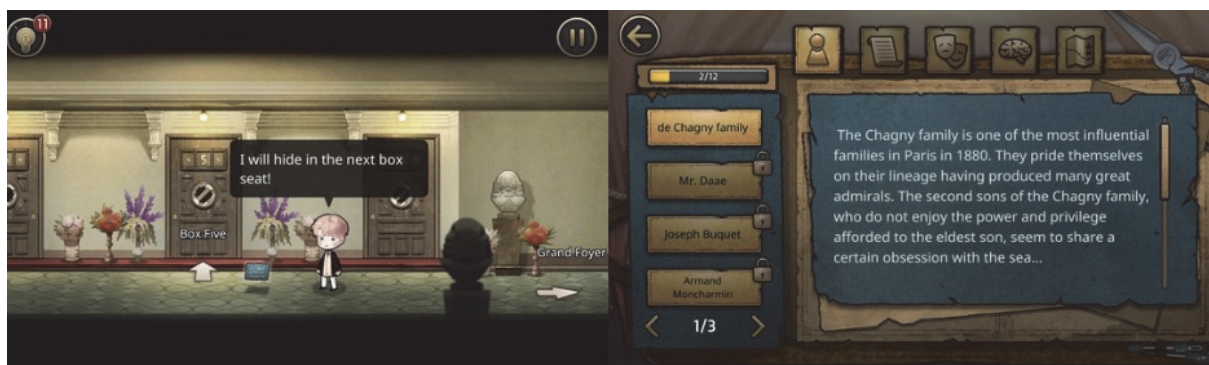 11
5
I will hide in the next box
seat!
Box Five
Grand Foyer
2/12
de Chagny family
Mr. Daae
Joseph Buquet
Armand
Moncharmin
1/3
The Chagny family is one of the most influential
families in Paris in 1880. They pride themselves
on their lineage having produced many great
admirals. The second sons of the Chagny family,
who do not enjoy the power and privilege
afforded to the eldest son, seem to share a
certain obsession with the sea...